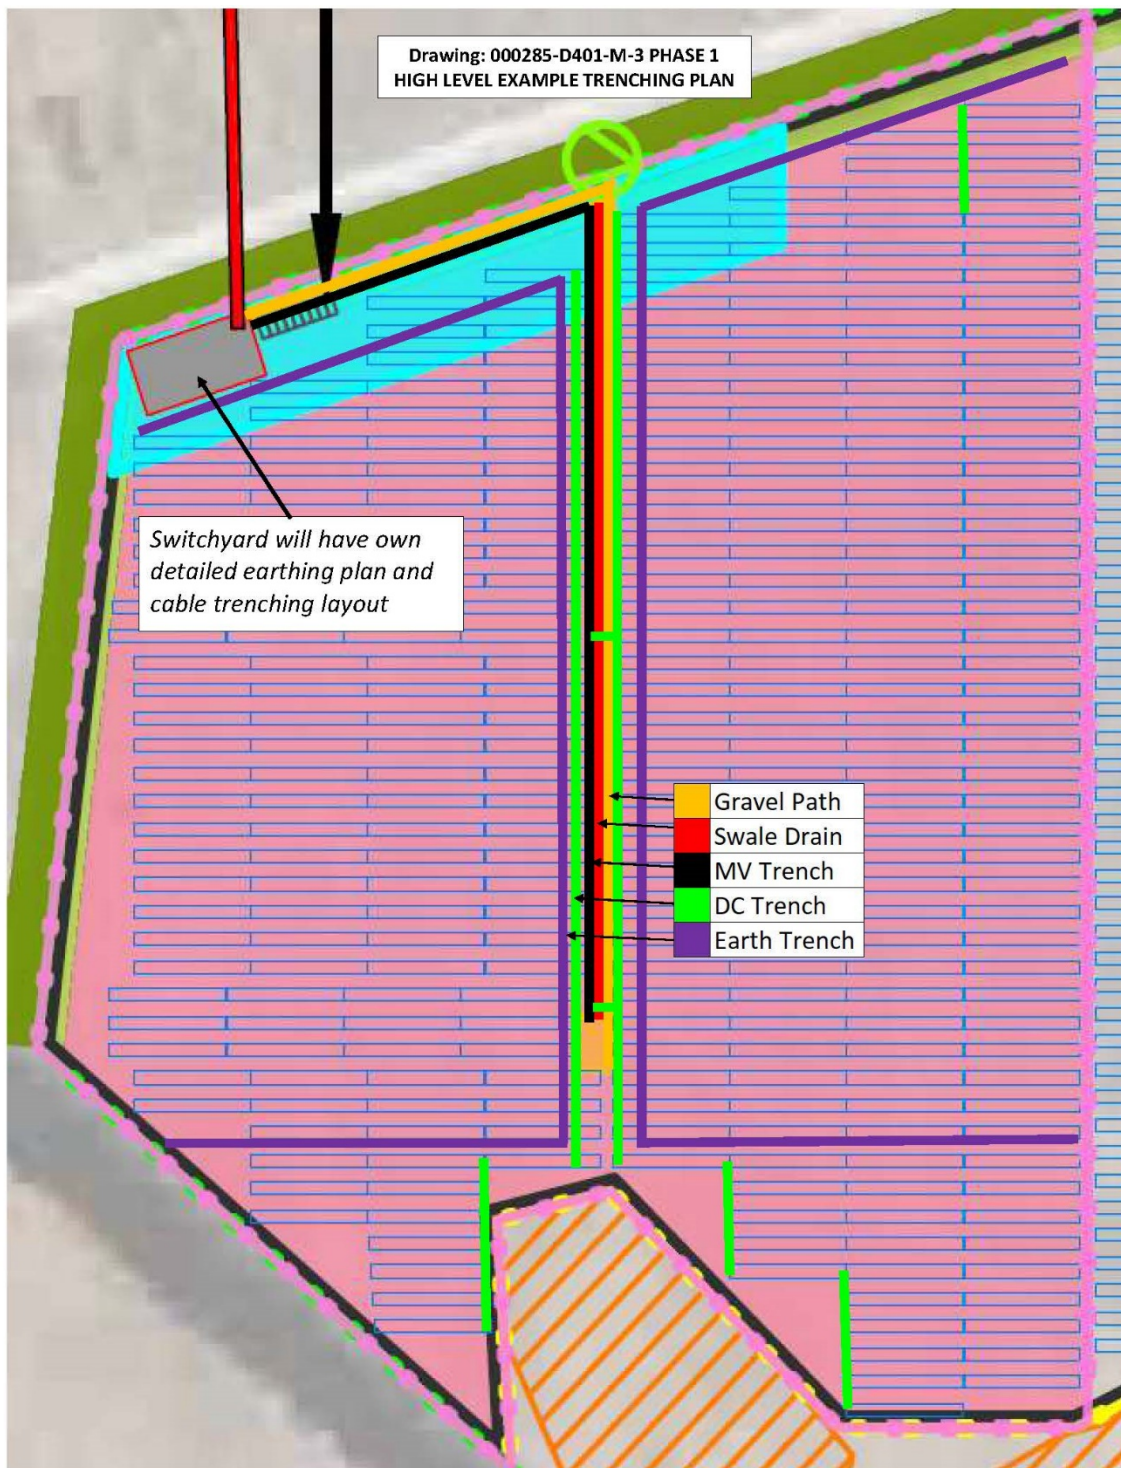 Drawing: 000285-D401-M-3 PHASE 1
HIGH LEVEL EXAMPLE TRENCHING PLAN
Switchyard will have own
detailed earthing plan and
cable trenching layout
Gravel Path
Swale Drain
MV Trench
DC Trench
Earth Trench